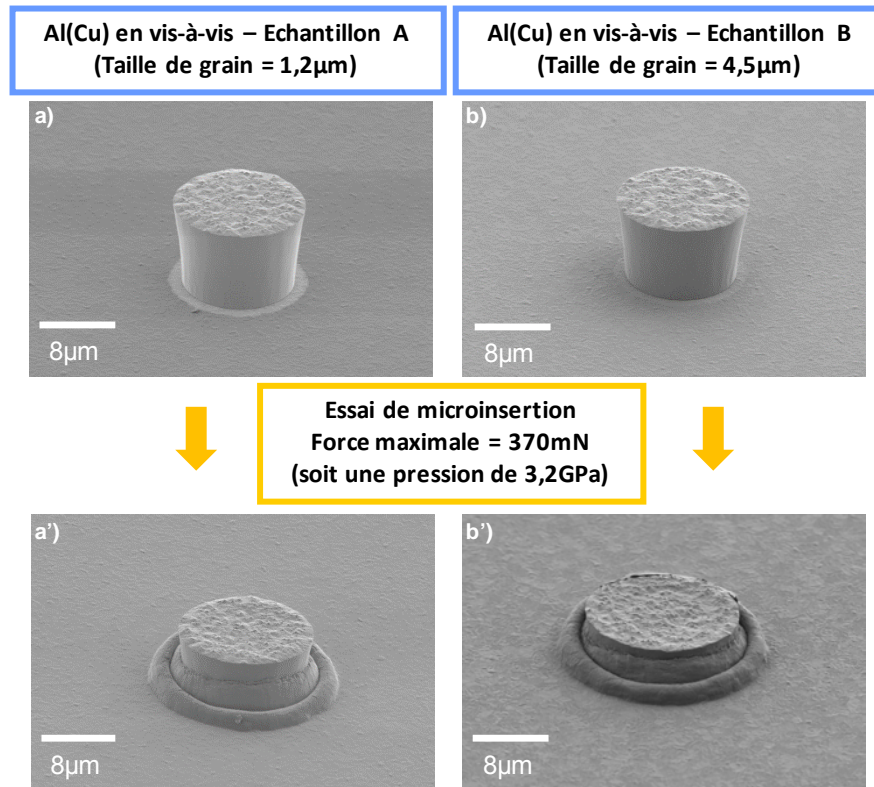 Al(Cu) en vis-à-vis – Echantillon A
(Taille de grain = 1,2µm)
Al(Cu) en vis-à-vis – Echantillon B
(Taille de grain = 4,5µm)
a)
8µm
b)
8µm
Essai de microinsertion
Force maximale = 370mN
(soit une pression de 3,2GPa)
a’)
8µm
b’)
8µm